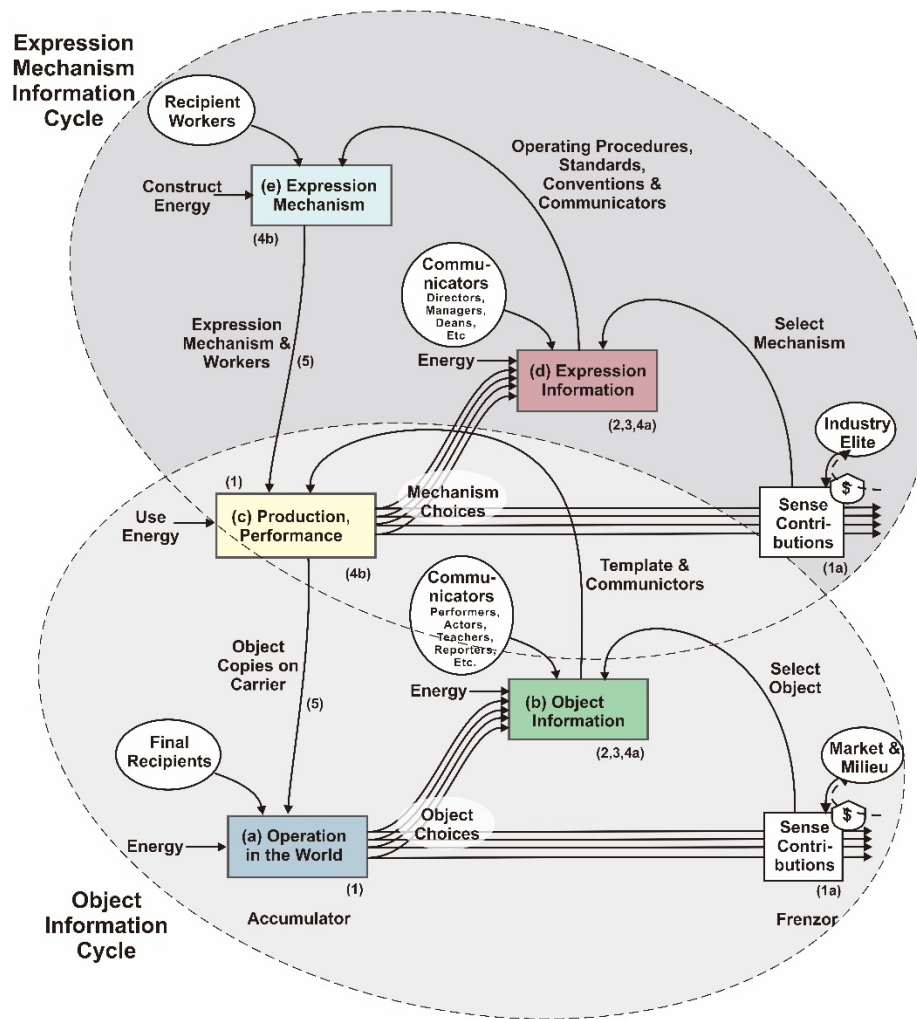 Expression
Mechanism
Information
Cycle
Recipient
Workers
Operating Procedures,
Standards,
Conventions &
Communicators
Construct
Energy
(e) Expression
Mechanism
(4b)
Commu-
nicators
Directors,
Managers,
Deans,
Etc
Expression
Mechanism
& Workers
(5)
Select
Mechanism
Energy
(d) Expression
Information
(2,3,4a)
Industry
Elite
$
(1)
Mechanism
Choices
Use
Energy
(c) Production,
Performance
(4b)
Sense
Contri-
butions
(1a)
Template &
Communictors
Commu-
nicators
Performers,
Actors,
Teachers,
Reporters,
Etc.
Object
Copies on
Carrier
(5)
Select
Object
Energy
(b) Object
Information
(2,3,4a)
Final
Recipients
Market &
Milieu
$
Object
Choices
Energy
(a) Operation
in the World
(1)
Sense
Contri-
butions
(1a)
Object
Information
Cycle
Accumulator
Frenzor